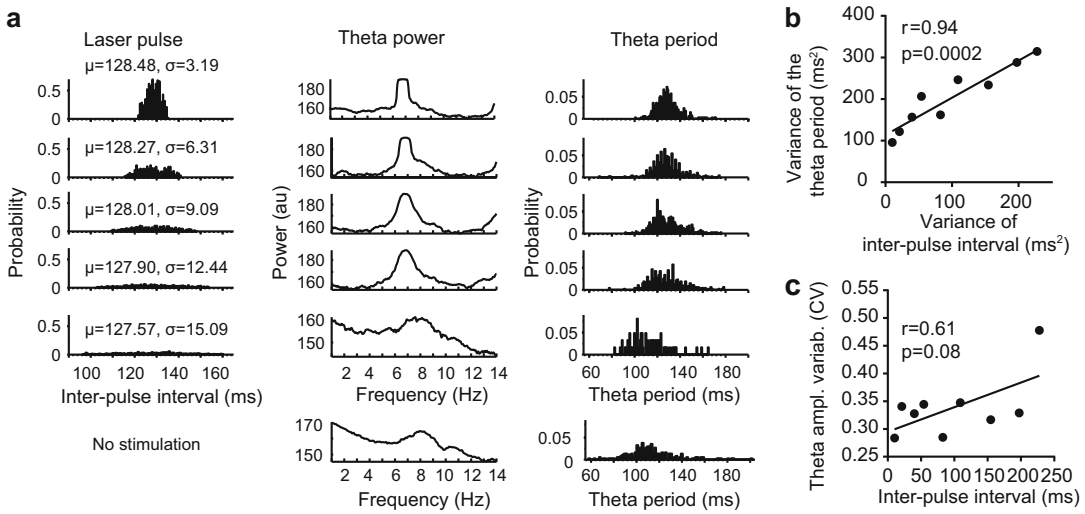 a
Laser pulse
Theta power
Theta period
μ=128.48, σ=3.19
0.5
0
180
160
0.05
0
μ=128.27, σ=6.31
0.5
0
180
160
0.05
0
μ=128.01, σ=9.09
0.5
0
180
160
0.05
0
μ=127.90, σ=12.44
0.5
0
180
160
0.05
0
μ=127.57, σ=15.09
0.5
0
160
150
0.05
0
Probability
Power (au)
Probability
100 120 140 160
Inter-pulse interval (ms)
2 4 6 8 10 12 14
Frequency (Hz)
60 100 140 180
Theta period (ms)
No stimulation
170
150
2 4 6 8 10 12 14
Frequency (Hz)
0.05
0
60 100 140 180
Theta period (ms)
b
r=0.94
p=0.0002
400
300
200
100
0
Variance of the
theta period (ms²)
0 100 200
Variance of
inter-pulse interval (ms²)
c
r=0.61
p=0.08
0.55
0.50
0.45
0.40
0.35
0.30
0.25
Theta ampl. variab. (CV)
0 50 100 150 200 250
Inter-pulse interval (ms)